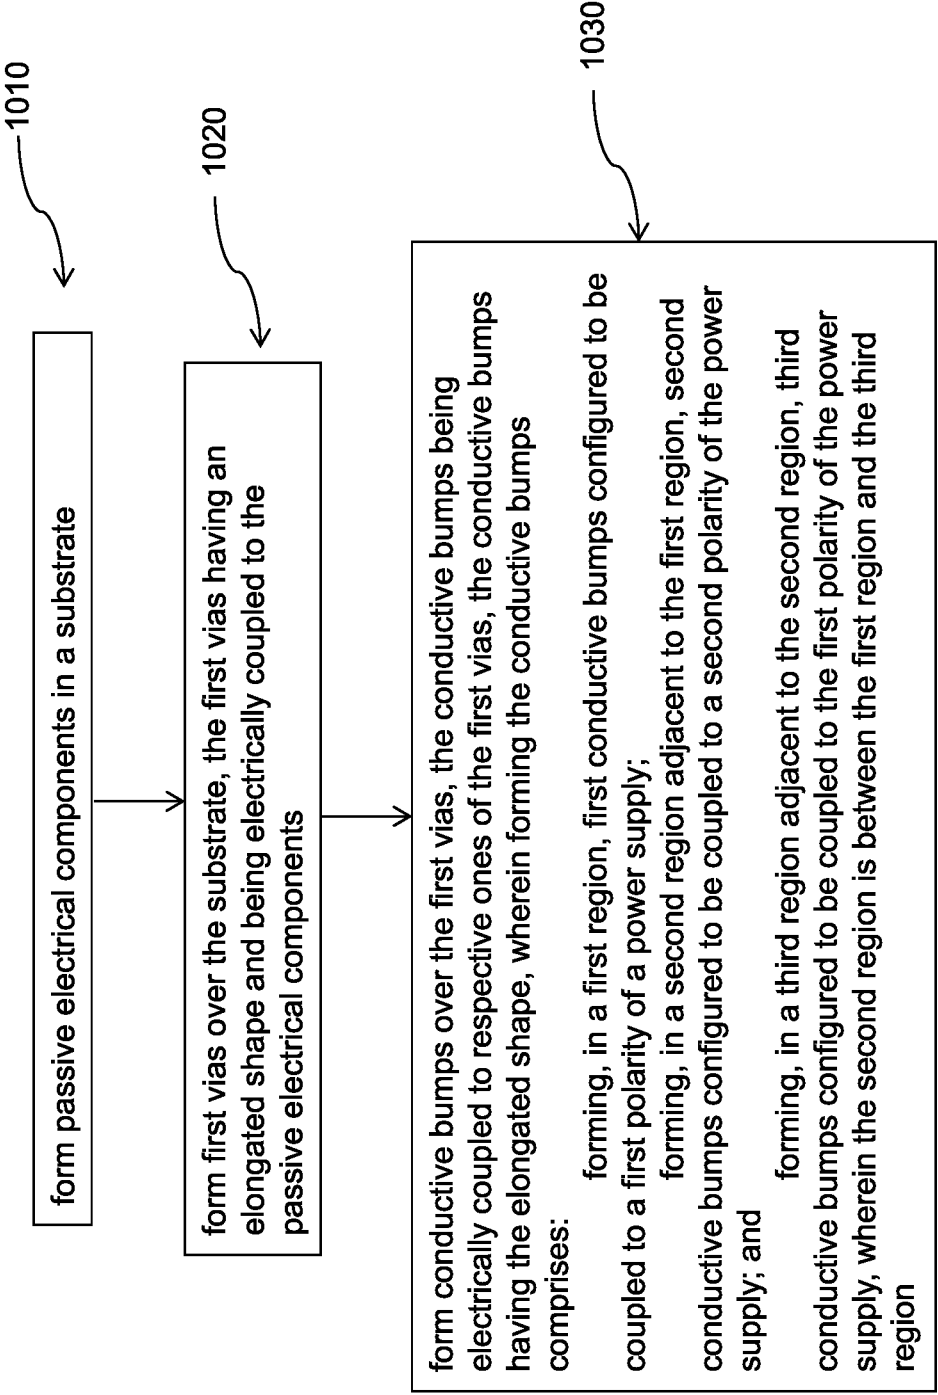 1010
form passive electrical components in a substrate
1020
form first vias over the substrate, the first vias having an
elongated shape and being electrically coupled to the
passive electrical components
1030
form conductive bumps over the first vias, the conductive bumps being
electrically coupled to respective ones of the first vias, the conductive bumps
having the elongated shape, wherein forming the conductive bumps
comprises:
forming, in a first region, first conductive bumps configured to be
coupled to a first polarity of a power supply;
forming, in a second region adjacent to the first region, second
conductive bumps configured to be coupled to a second polarity of the power
supply; and
forming, in a third region adjacent to the second region, third
conductive bumps configured to be coupled to the first polarity of the power
supply, wherein the second region is between the first region and the third
region